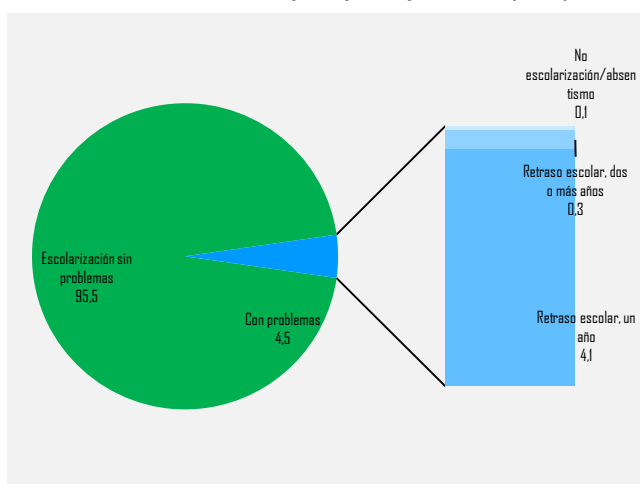 No
escolarización/absen
tismo
0,1
Retraso escolar, dos
o más años
0,3
Escolarización sin
problemas
95,5
Con problemas
4,5
Retraso escolar, un
año
4,1